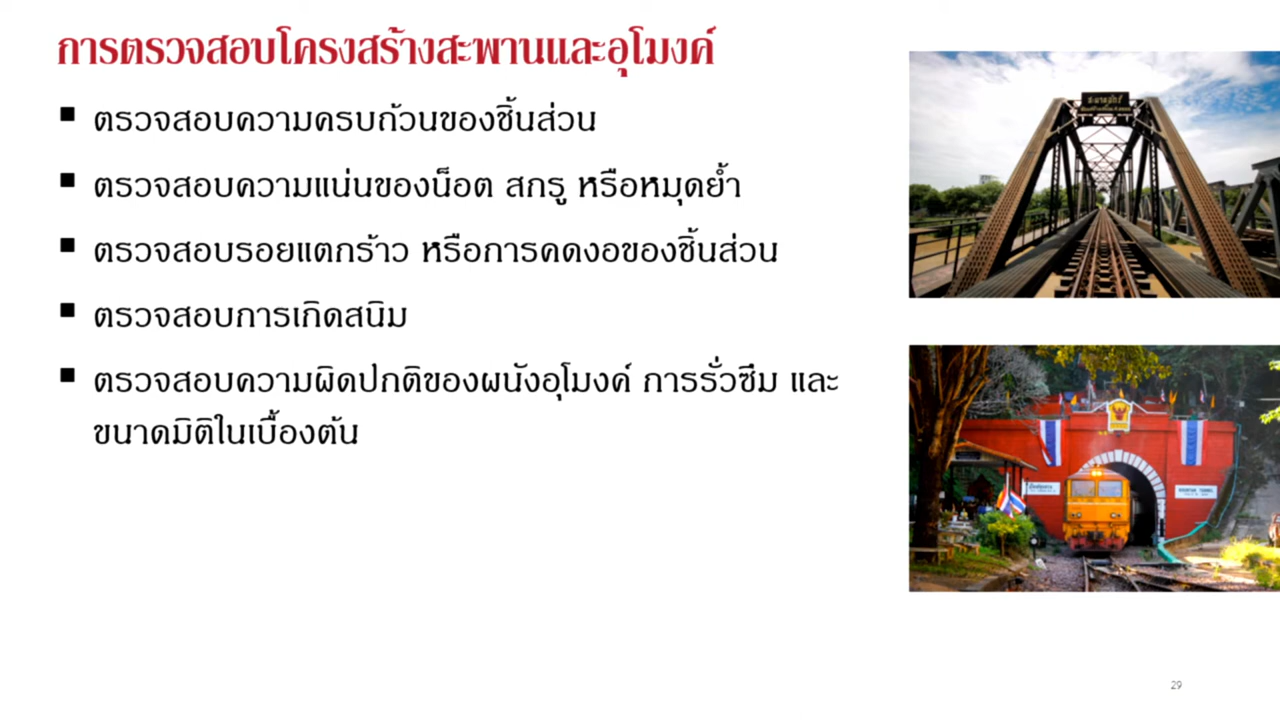 การตรวจสอบโครงสร้างสะพานและอุโมงค์
▪ ตรวจสอบความครบถ้วนของชิ้นส่วน
▪ ตรวจสอบความแน่นของน็อต สกรู หรือหมุดย้ำ
▪ ตรวจสอบรอยแตกร้าว หรือการคดงอของชิ้นส่วน
▪ ตรวจสอบการเกิดสนิม
▪ ตรวจสอบความผิดปกติของผนังอุโมงค์ การรั่วซึม และ
ขนาดมิติในเบื้องต้น
29